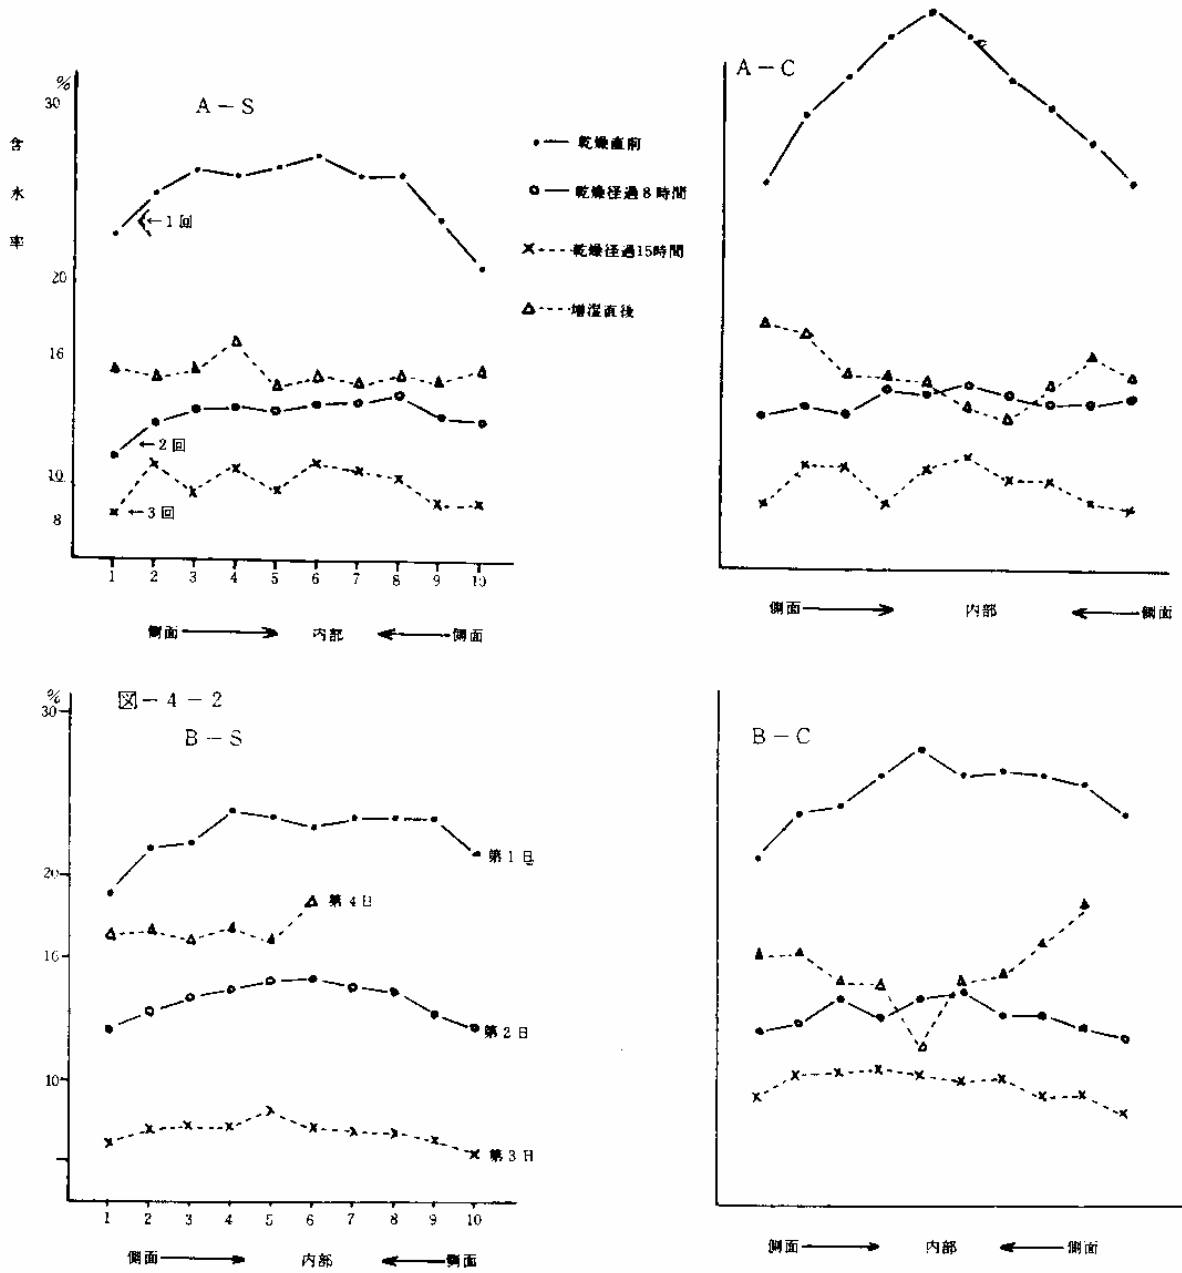 %
30
含水率
20
16
10
8
A－S
←1回
←2回
←3回
乾燥直前
乾燥径過8時間
乾燥径過15時間
増湿直後
1 2 3 4 5 6 7 8 9 10
側面 → 内部 ← 側面
A－C
側面 → 内部 ← 側面
図－4－2
%
30
20
16
10
B－S
第1日
第4日
第2日
第3日
1 2 3 4 5 6 7 8 9 10
側面 → 内部 ← 側面
B－C
側面 → 内部 ← 側面